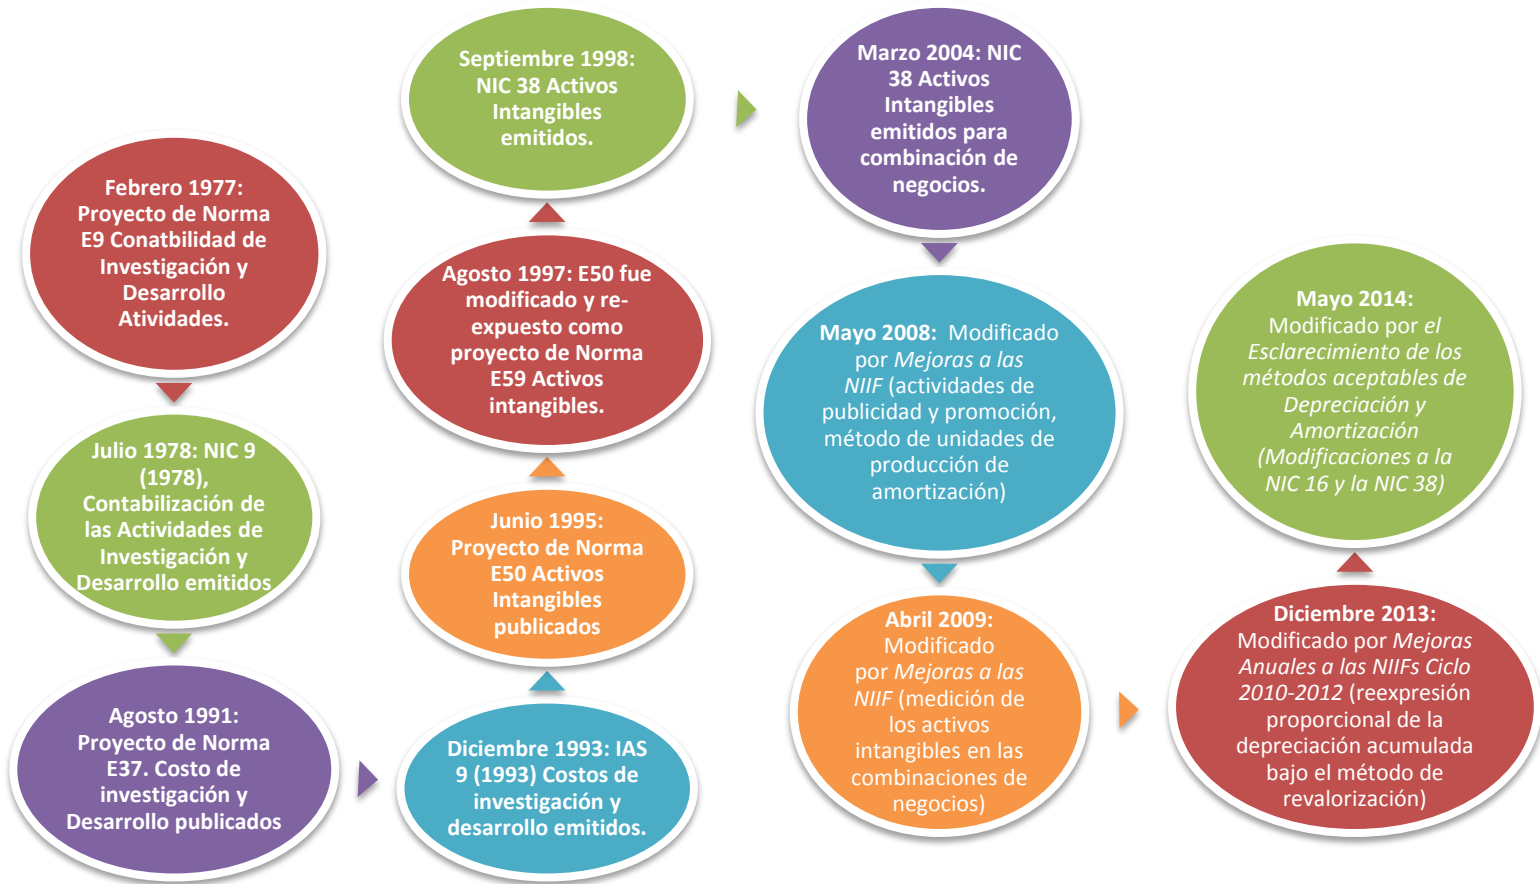 Febrero 1977:
Proyecto de Norma
E9 Conatbilidad de
Investigación y
Desarrollo
Atividades.
Julio 1978: NIC 9
(1978),
Contabilización de
las Actividades de
Investigación y
Desarrollo emitidos
Agosto 1991:
Proyecto de Norma
E37. Costo de
investigación y
Desarrollo publicados
Diciembre 1993: IAS
9 (1993) Costos de
investigación y
desarrollo emitidos.
Junio 1995:
Proyecto de Norma
E50 Activos
Intangibles
publicados
Agosto 1997: E50 fue
modificado y re-
expuesto como
proyecto de Norma
E59 Activos
intangibles.
Septiembre 1998:
NIC 38 Activos
Intangibles
emitidos.
Marzo 2004: NIC
38 Activos
Intangibles
emitidos para
combinación de
negocios.
Mayo 2008: Modificado
por Mejoras a las
NIIF (actividades de
publicidad y promoción,
método de unidades de
producción de
amortización)
Abril 2009:
Modificado
por Mejoras a las
NIIF (medición de
los activos
intangibles en las
combinaciones de
negocios)
Diciembre 2013:
Modificado por Mejoras
Anuales a las NIIFs Ciclo
2010-2012 (reexpresión
proporcional de la
depreciación acumulada
bajo el método de
revalorización)
Mayo 2014:
Modificado por el
Esclarecimiento de los
métodos aceptables de
Depreciación y
Amortización
(Modificaciones a la
NIC 16 y la NIC 38)